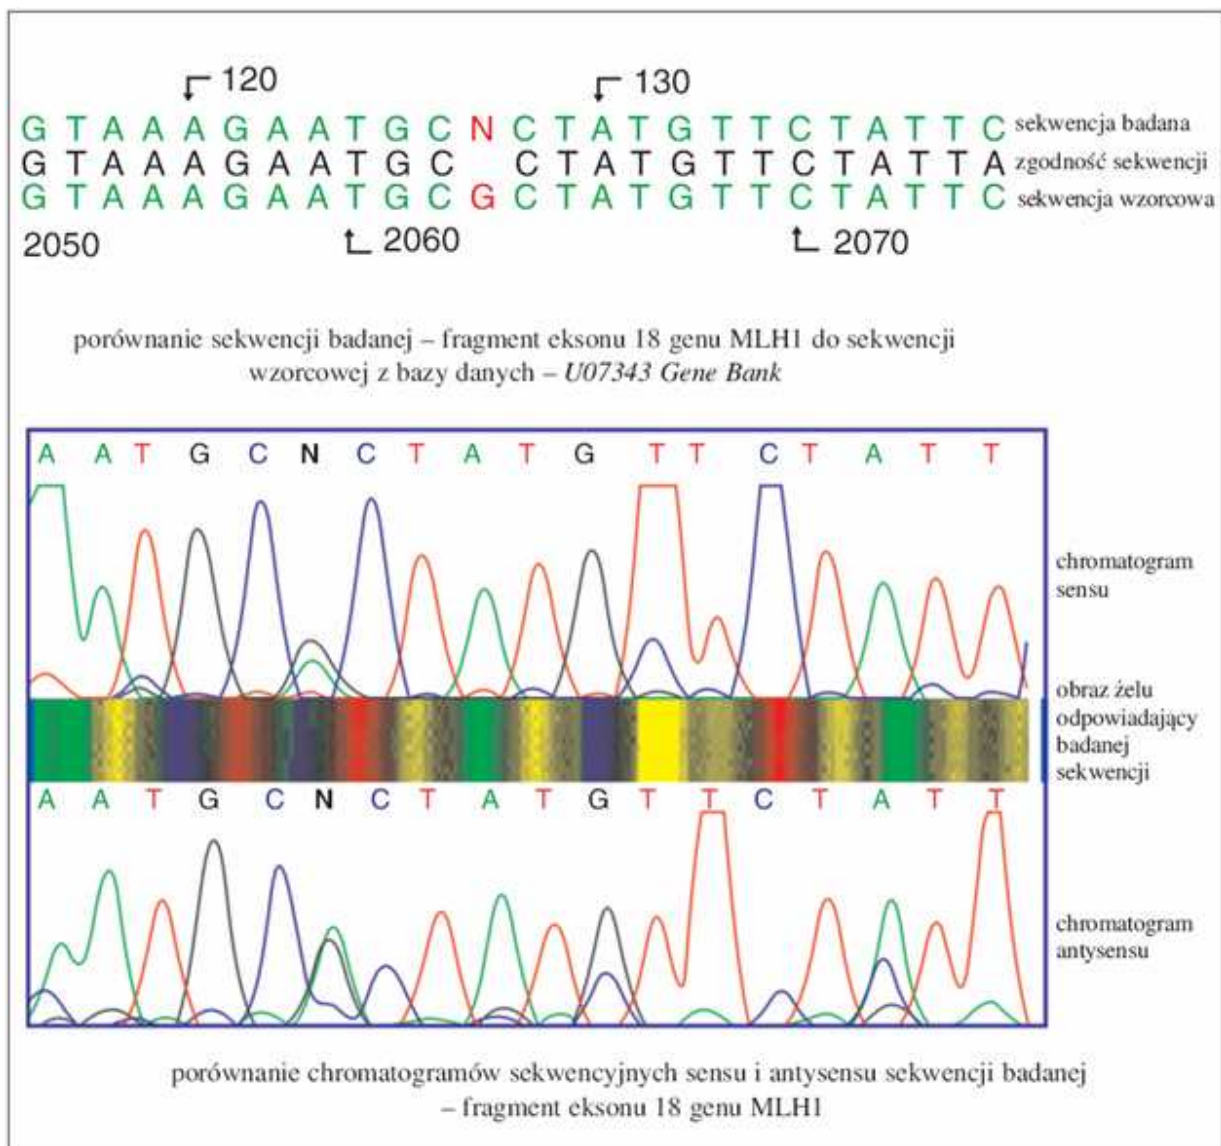 120 130
G T A A A G A A T G C N C T A T G T T C T A T T C sekwencja badana
G T A A A G A A T G C C T A T G T T C T A T T A zgodność sekwencji
G T A A A G A A T G C G C T A T G T T C T A T T C sekwencja wzorcowa
2050 2060 2070
porównanie sekwencji badanej – fragment eksonu 18 genu MLH1 do sekwencji
wzorcowej z bazy danych – U07343 Gene Bank
A A T G C N C T A T G T T C T A T T
chromatogram
sensu
obraz żelu
odpowiadający
badanej
sekwencji
A A T G C N C T A T G T T C T A T T
chromatogram
antysensu
porównanie chromatogramów sekwencyjnych sensu i antysensu sekwencji badanej
– fragment eksonu 18 genu MLH1